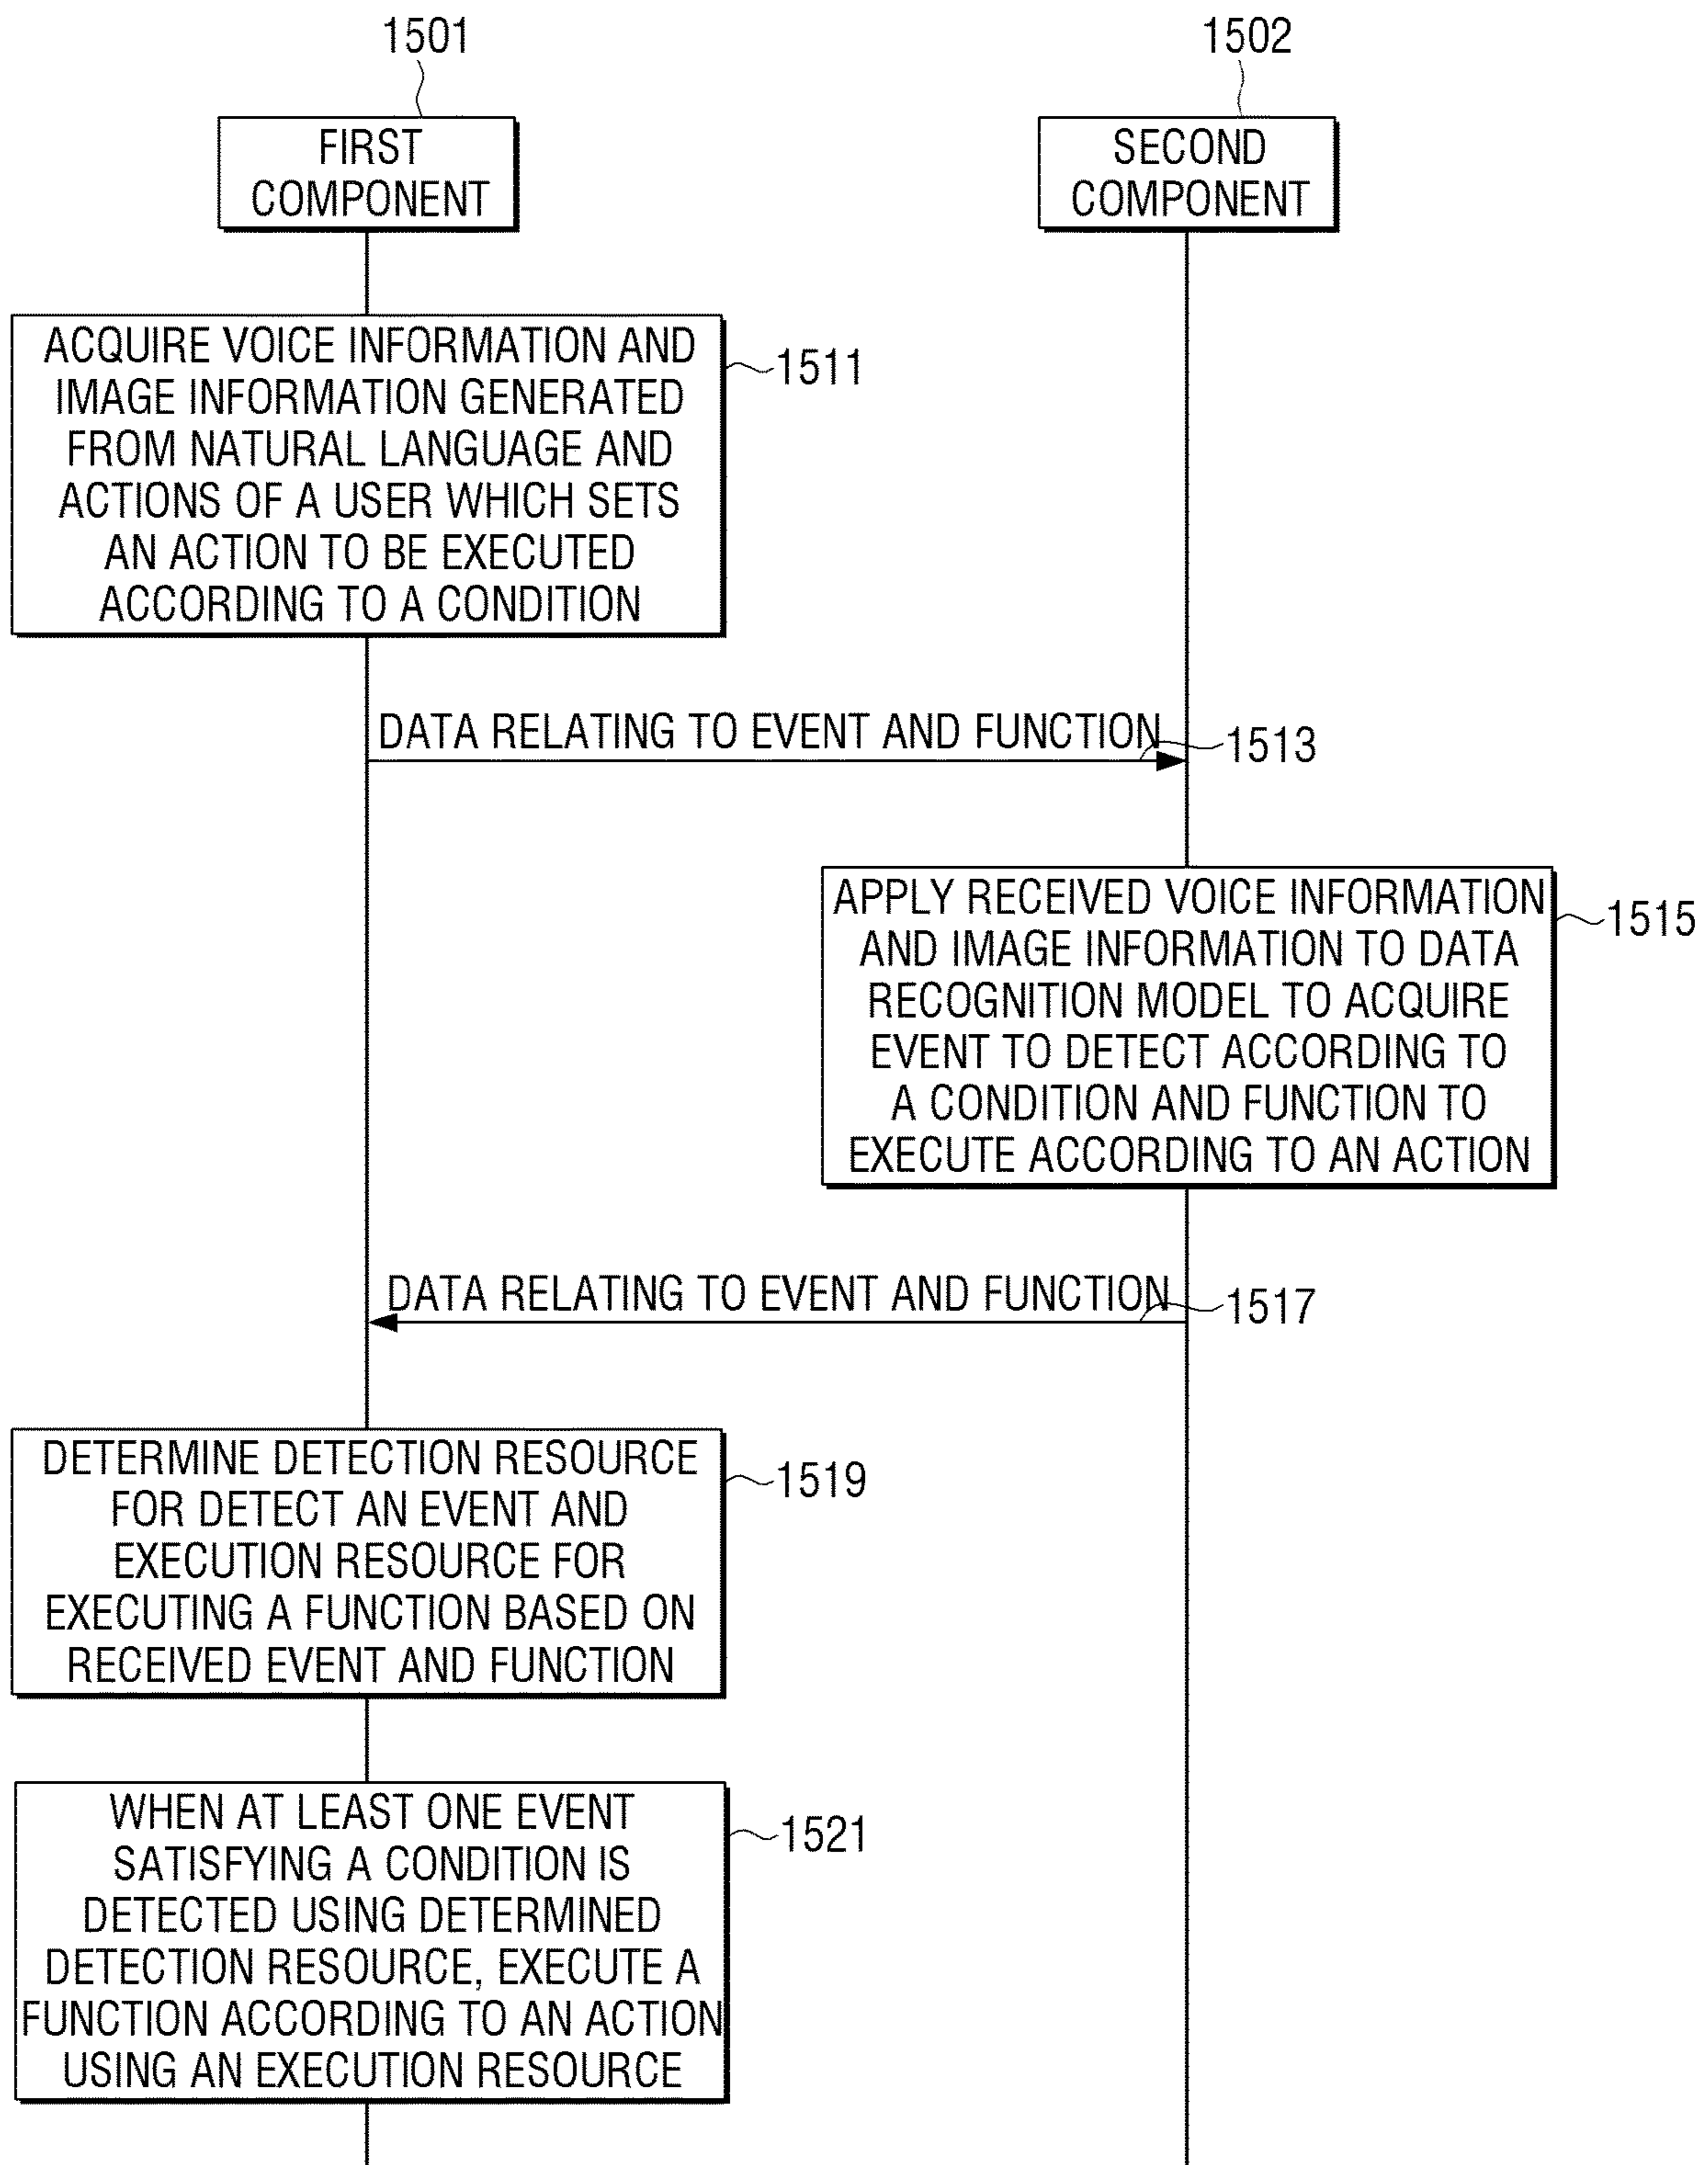 1501
1502
FIRST
COMPONENT
SECOND
COMPONENT
ACQUIRE VOICE INFORMATION AND
IMAGE INFORMATION GENERATED
FROM NATURAL LANGUAGE AND
ACTIONS OF A USER WHICH SETS
AN ACTION TO BE EXECUTED
ACCORDING TO A CONDITION
1511
DATA RELATING TO EVENT AND FUNCTION
1513
APPLY RECEIVED VOICE INFORMATION
AND IMAGE INFORMATION TO DATA
RECOGNITION MODEL TO ACQUIRE
EVENT TO DETECT ACCORDING TO
A CONDITION AND FUNCTION TO
EXECUTE ACCORDING TO AN ACTION
1515
DATA RELATING TO EVENT AND FUNCTION
1517
DETERMINE DETECTION RESOURCE
FOR DETECT AN EVENT AND
EXECUTION RESOURCE FOR
EXECUTING A FUNCTION BASED ON
RECEIVED EVENT AND FUNCTION
1519
WHEN AT LEAST ONE EVENT
SATISFYING A CONDITION IS
DETECTED USING DETERMINED
DETECTION RESOURCE, EXECUTE A
FUNCTION ACCORDING TO AN ACTION
USING AN EXECUTION RESOURCE
1521